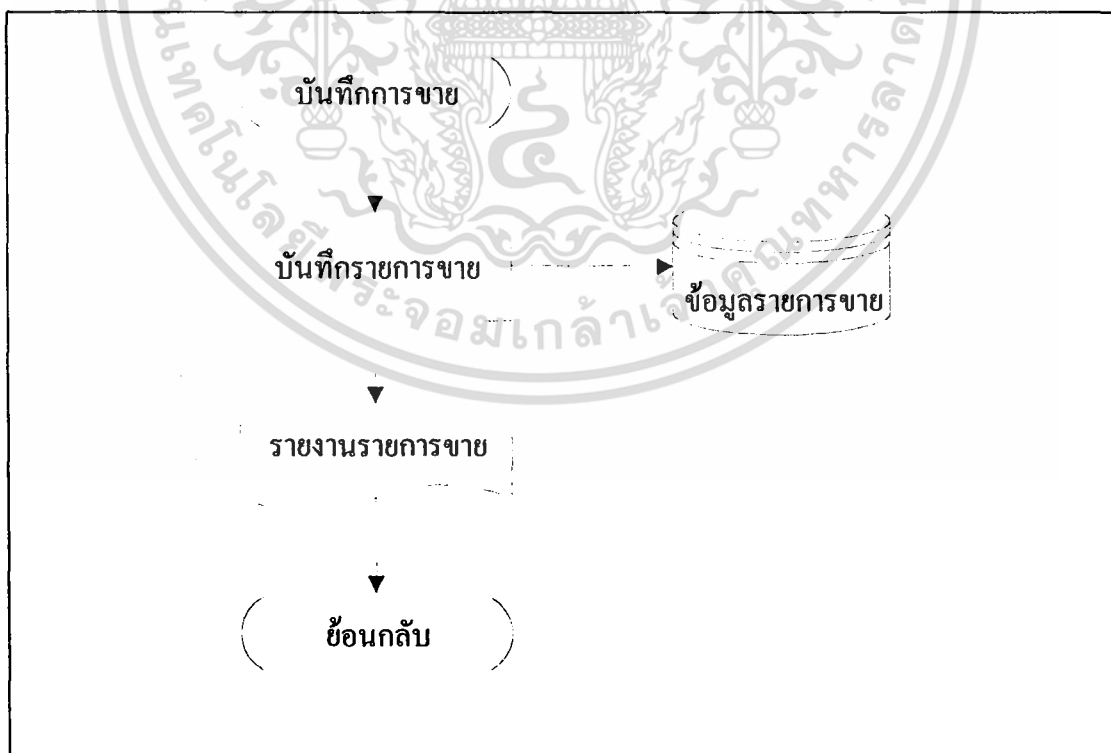 บันทึกการขาย
บันทึกรายการขาย
ข้อมูลรายการขาย
รายงานรายการขาย
ย้อนกลับ